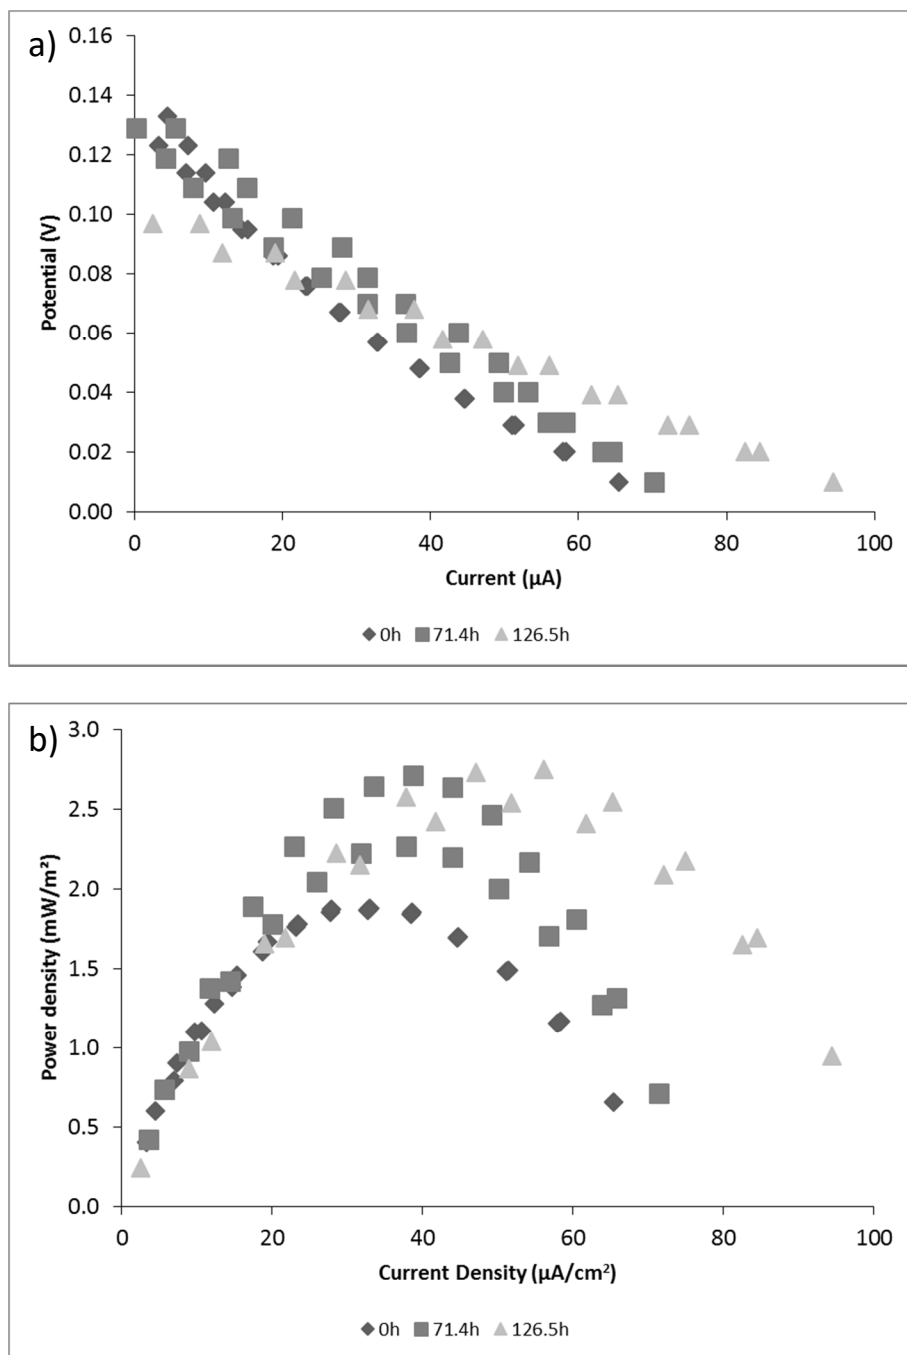 a)
0.16
0.14
0.12
0.10
0.08
0.06
0.04
0.02
0.00
Potential (V)
0 20 40 60 80 100
Current (µA)
0h 71.4h 126.5h
b)
3.0
2.5
2.0
1.5
1.0
0.5
0.0
Power density (mW/m²)
0 20 40 60 80 100
Current Density (µA/cm²)
0h 71.4h 126.5h